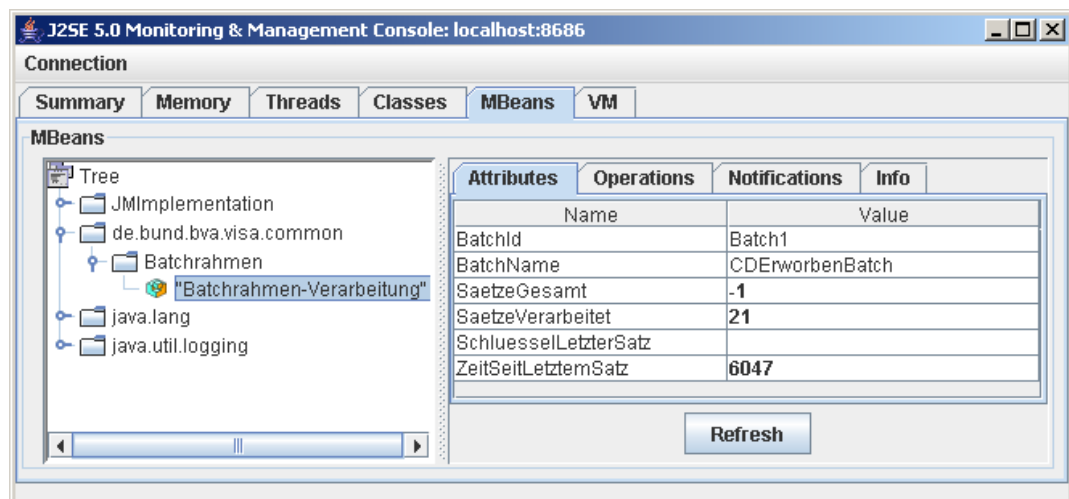 J2SE 5.0 Monitoring & Management Console: localhost:8686
Connection
Summary Memory Threads Classes MBeans VM
MBeans
Tree
JMImplementation
de.bund.bva.visa.common
Batchrahmen
"Batchrahmen-Verarbeitung"
java.lang
java.util.logging
Attributes Operations Notifications Info
Name Value
BatchId Batch1
BatchName CDErworbenBatch
SaetzeGesamt -1
SaetzeVerarbeitet 21
SchluesselLetzterSatz
ZeitSeitLetztemSatz 6047
Refresh